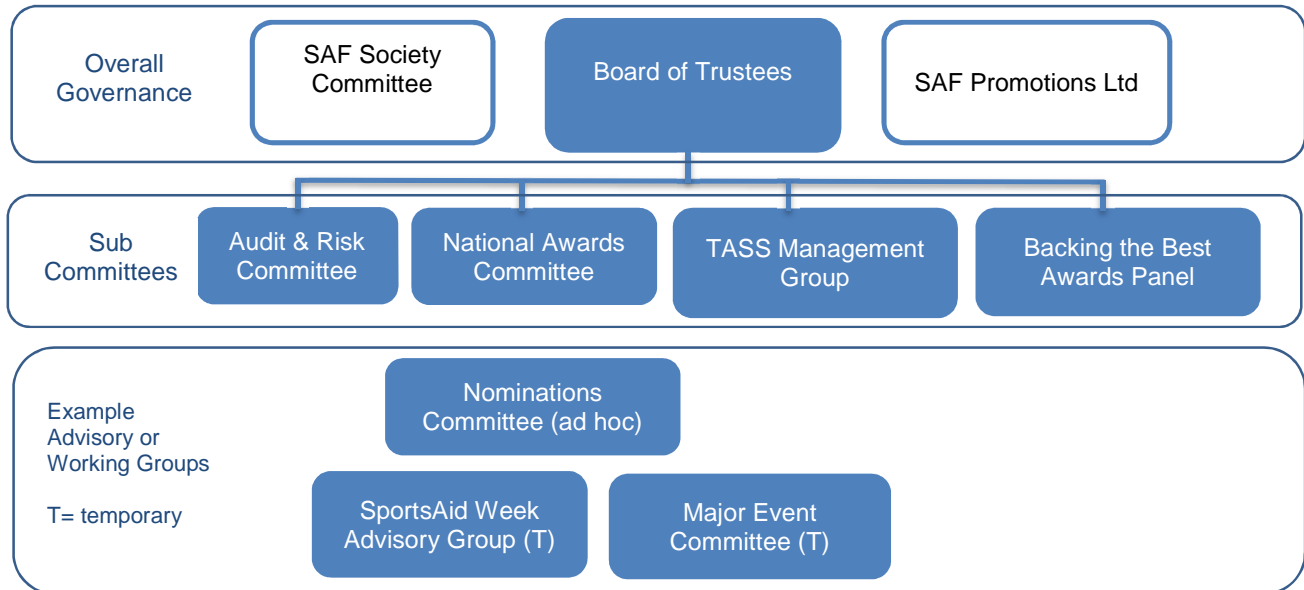 Overall
Governance
SAF Society
Committee
Board of Trustees
SAF Promotions Ltd
Sub
Committees
Audit & Risk
Committee
National Awards
Committee
TASS Management
Group
Backing the Best
Awards Panel
Example
Advisory or
Working Groups
T= temporary
Nominations
Committee (ad hoc)
SportsAid Week
Advisory Group (T)
Major Event
Committee (T)